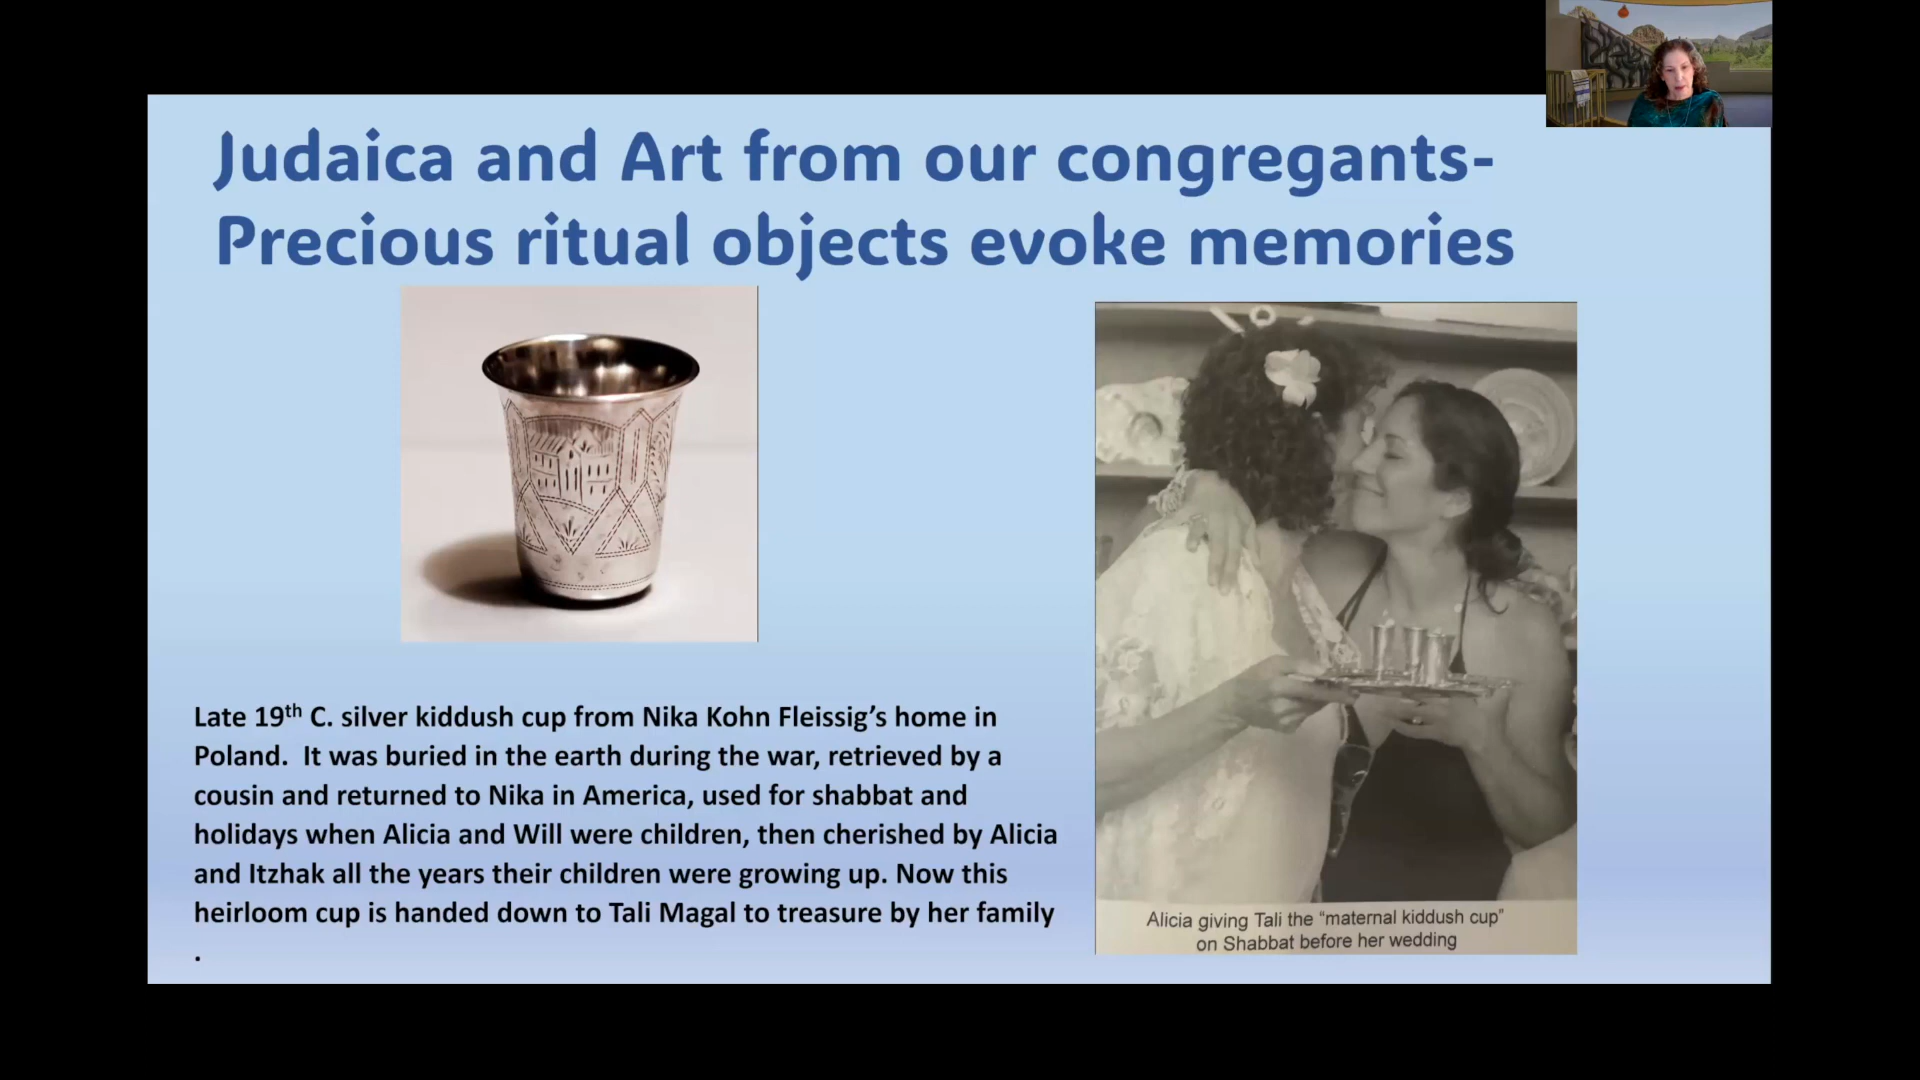 Judaica and Art from our congregants-
Precious ritual objects evoke memories
Late 19th C. silver kiddush cup from Nika Kohn Fleissig’s home in
Poland.  It was buried in the earth during the war, retrieved by a
cousin and returned to Nika in America, used for shabbat and
holidays when Alicia and Will were children, then cherished by Alicia
and Itzhak all the years their children were growing up. Now this
heirloom cup is handed down to Tali Magal to treasure by her family
.
Alicia giving Tali the “maternal kiddush cup”
on Shabbat before her wedding